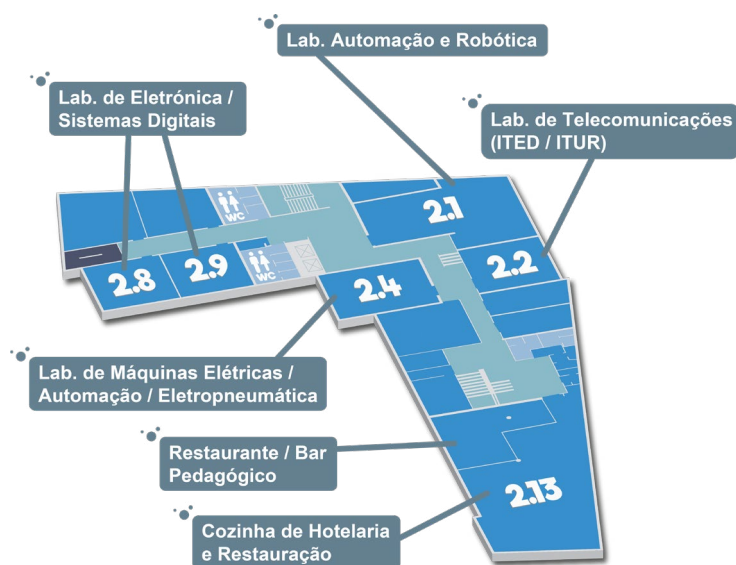 Lab. Automação e Robótica
Lab. de Eletrónica /
Sistemas Digitais
Lab. de Telecomunicações
(ITED / ITUR)
WC
2.1
2.8
2.9
WC
2.4
2.2
Lab. de Máquinas Elétricas /
Automação / Eletropneumática
Restaurante / Bar
Pedagógico
2.13
Cozinha de Hotelaria
e Restauração